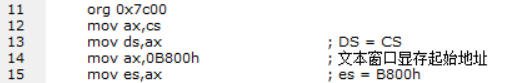 11 org 0x7c00
12 mov ax,cs
13 mov ds,ax ; DS = CS
14 mov ax,0B800h ; 文本窗口显存起始地址
15 mov es,ax ; es = B800h